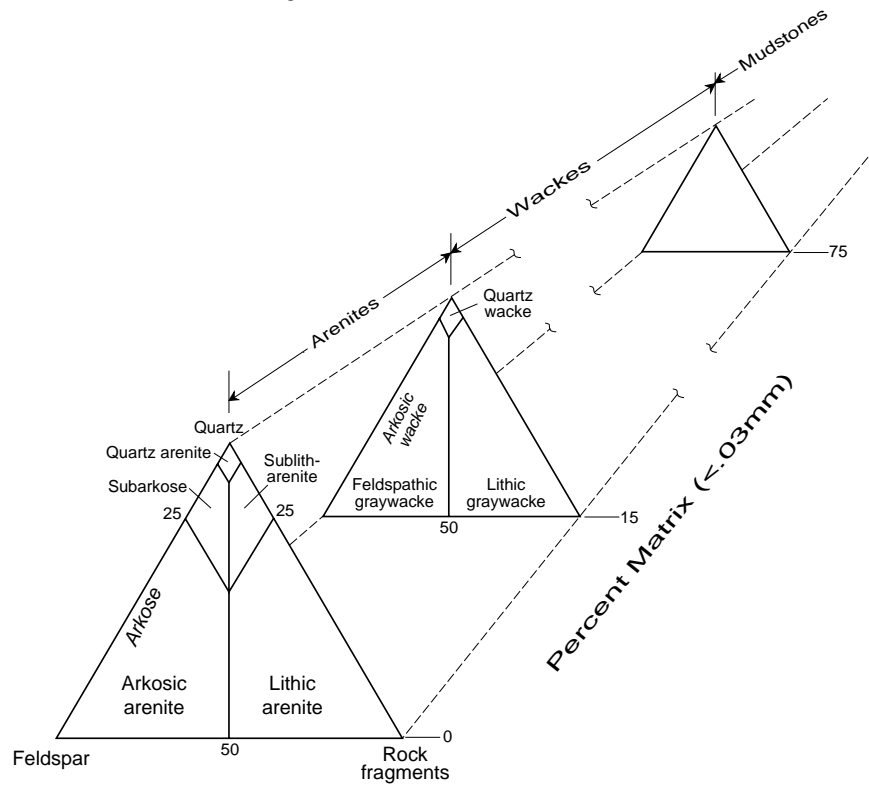 Mudstones
Wackes
Arenites
75
Quartz
wacke
Arkosic
wacke
Feldspathic
graywacke
Lithic
graywacke
50
15
Percent Matrix (<.03mm)
Quartz
Quartz arenite
Sublith-
arenite
Subarkose
25
25
Arkose
Arkosic
arenite
Lithic
arenite
0
50
Feldspar
Rock
fragments